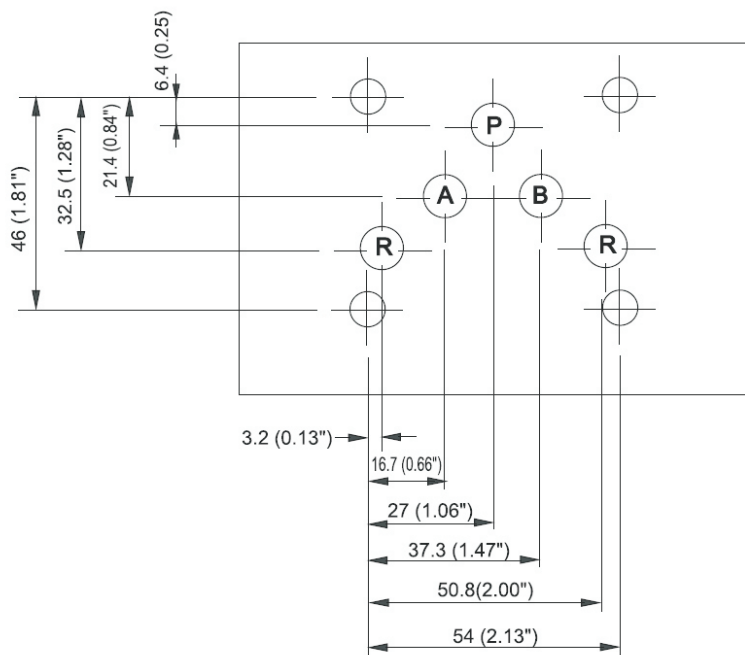 6.4 (0.25)
21.4 (0.84")
32.5 (1.28")
46 (1.81")
P
A
B
R
R
3.2 (0.13")
16.7 (0.66")
27 (1.06")
37.3 (1.47")
50.8(2.00")
54 (2.13")